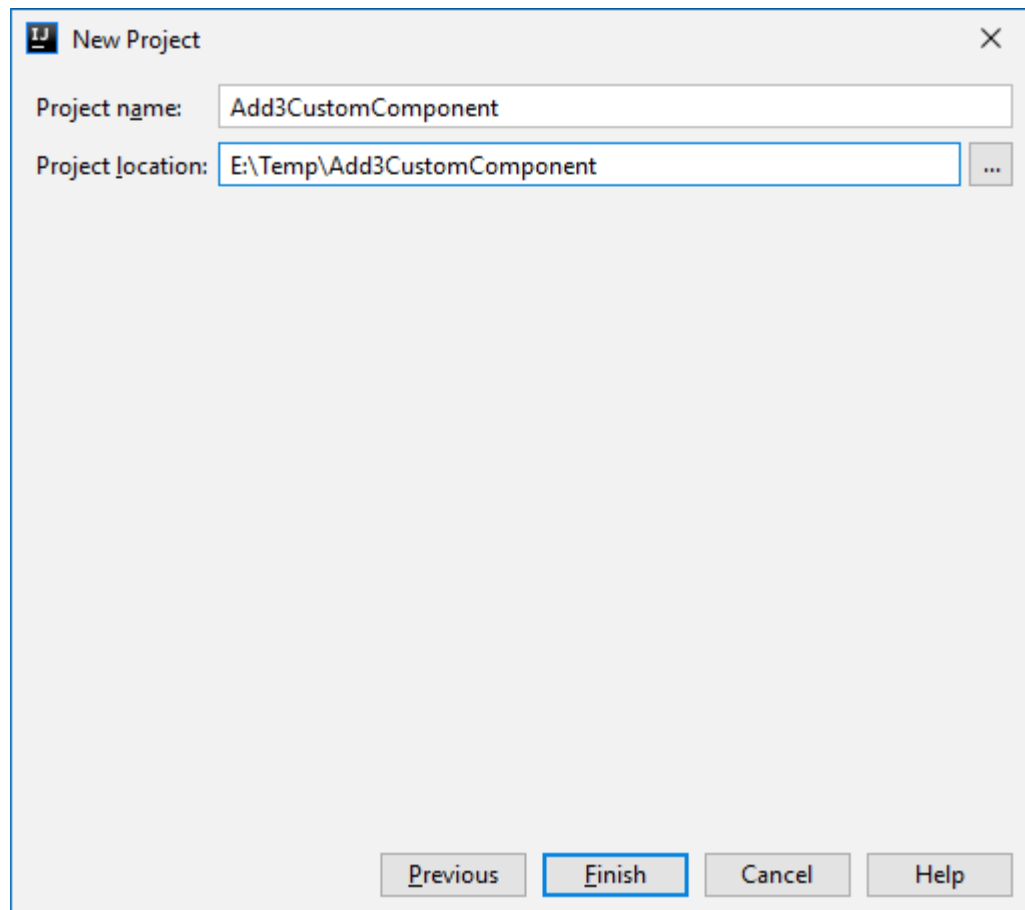 IJ New Project
Project name: Add3CustomComponent
Project location: E:\Temp\Add3CustomComponent ...
Previous Finish Cancel Help